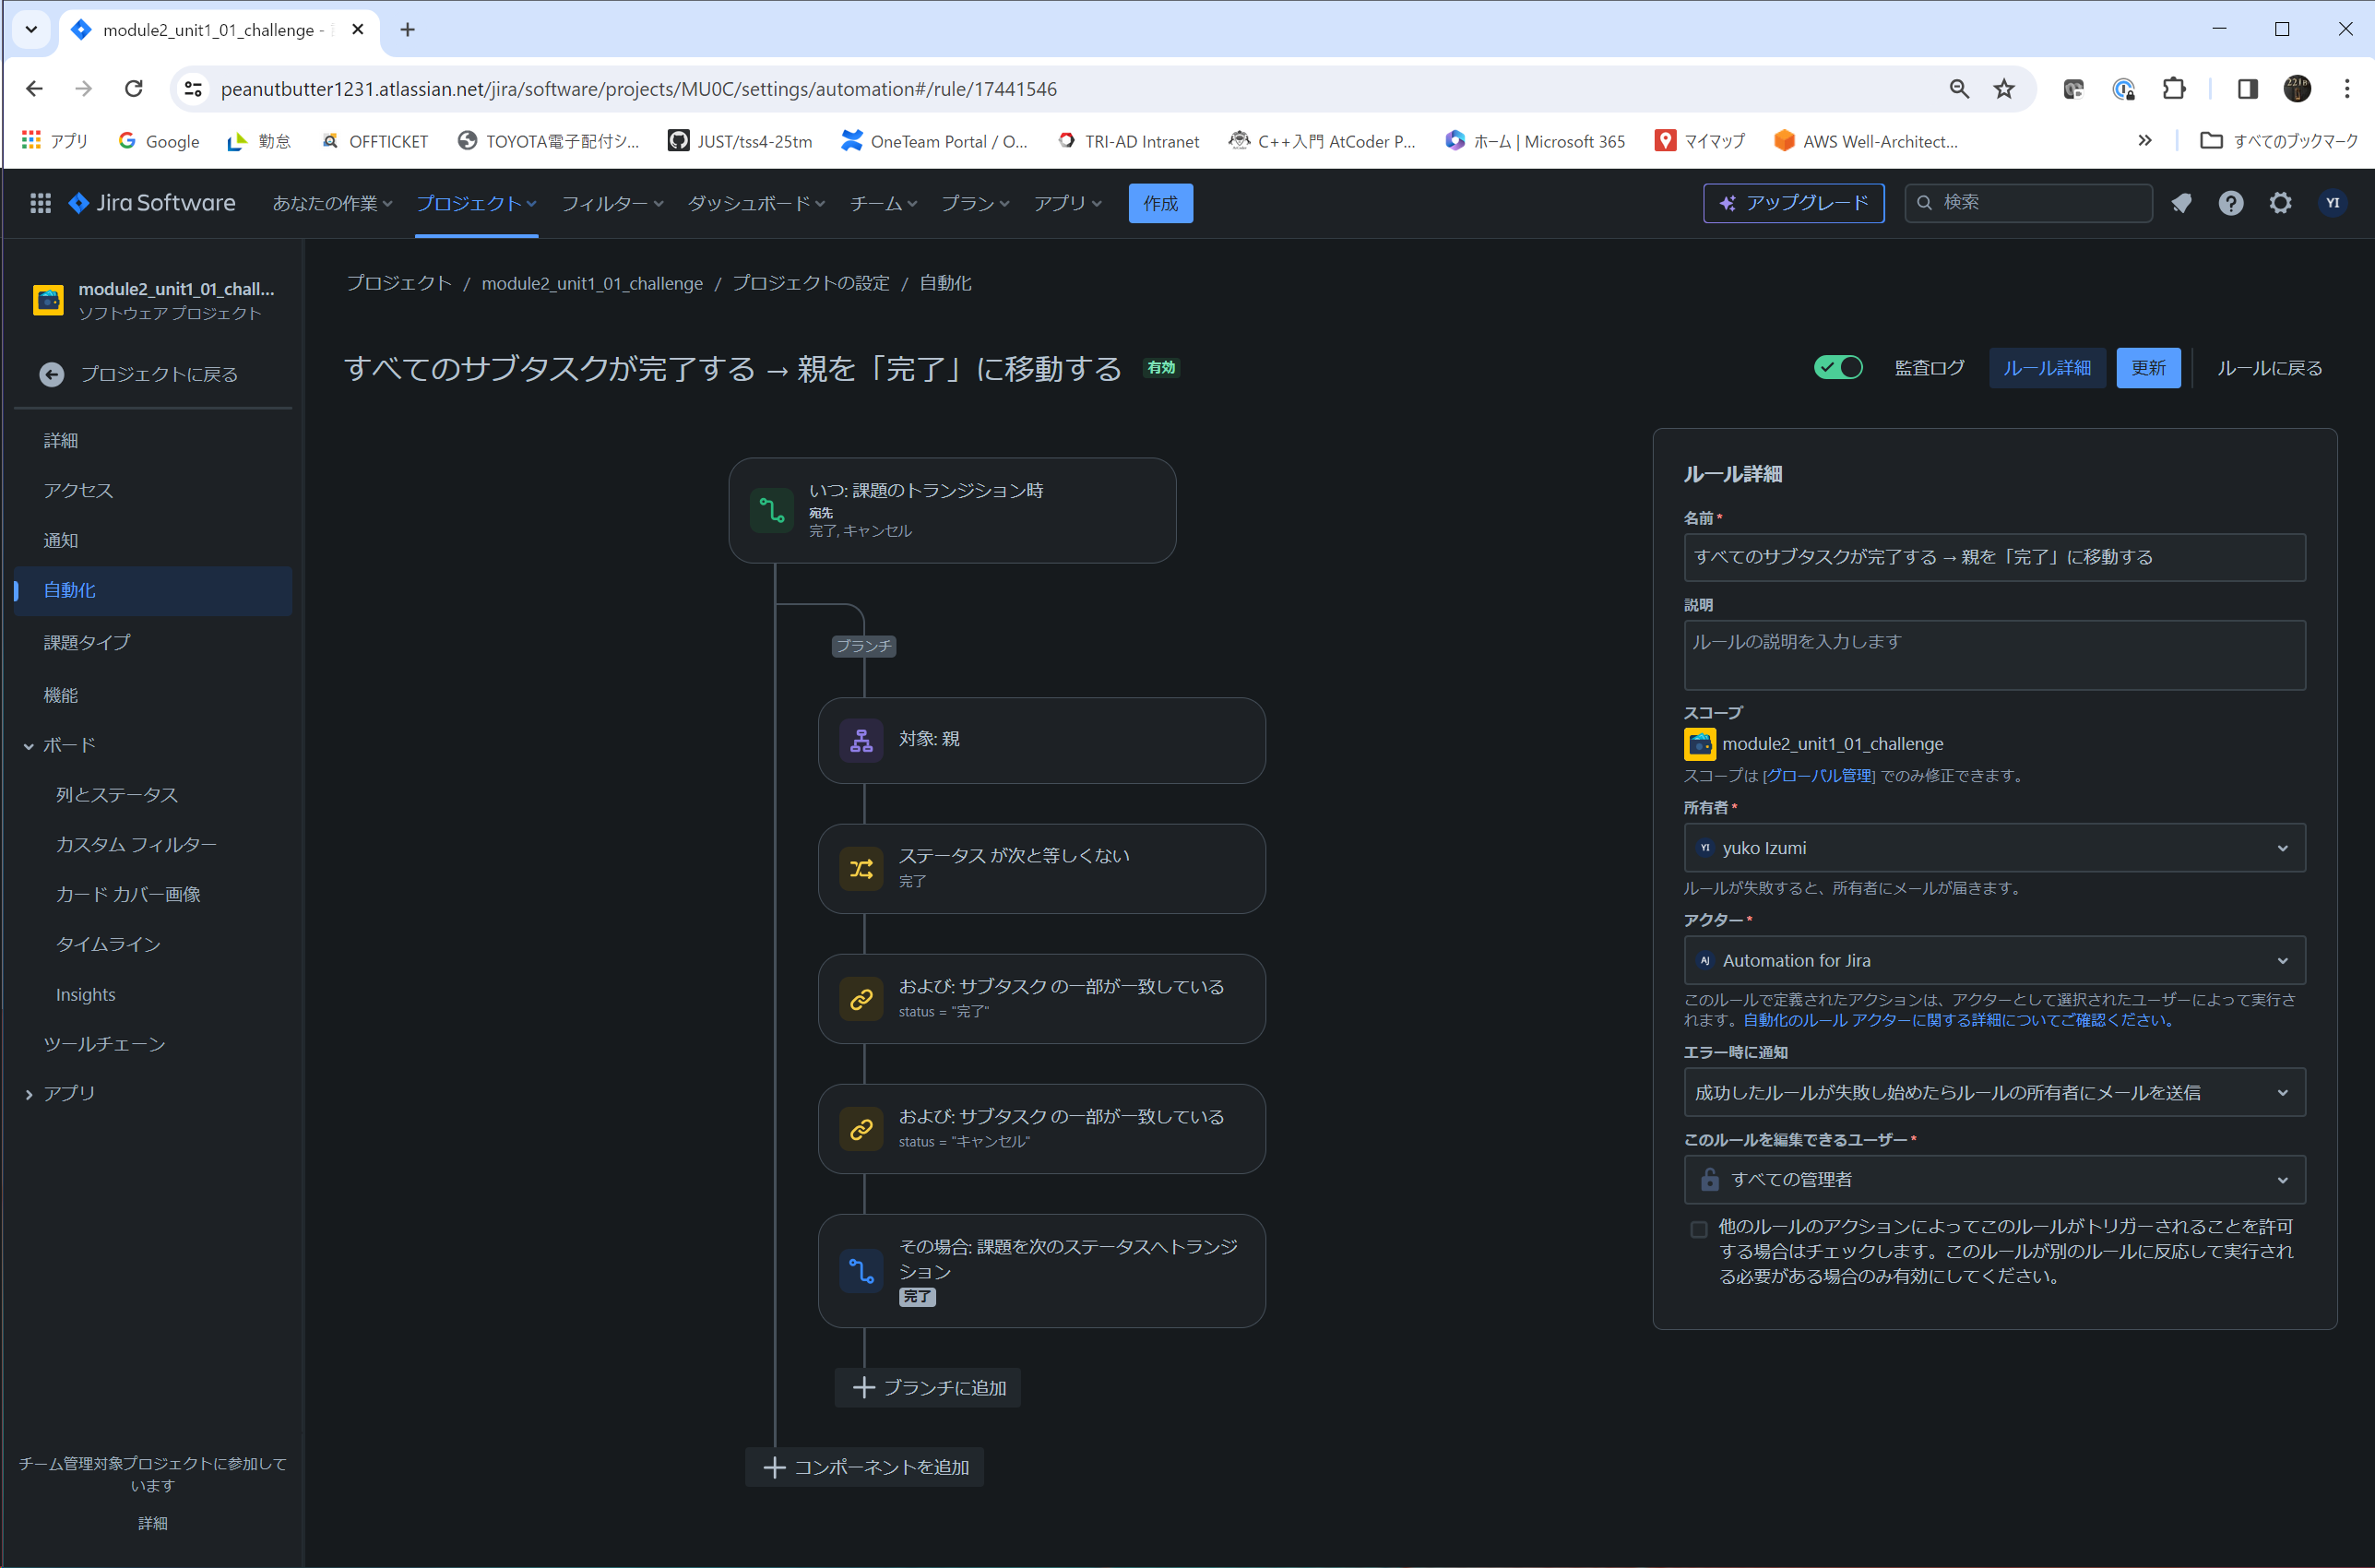 module2_unit1_01_challenge -
peanutbutter1231.atlassian.net/jira/software/projects/MU0C/settings/automation#/rule/17441546
アプリ
Google
勤怠
OFFTICKET
TOYOTA電子配付シ...
JUST/tss4-25tm
OneTeam Portal / O...
TRI-AD Intranet
C++入門 AtCoder P...
ホーム | Microsoft 365
マイマップ
AWS Well-Architect...
»
すべてのブックマーク
Jira Software
あなたの作業
プロジェクト
フィルター
ダッシュボード
チーム
プラン
アプリ
作成
アップグレード
検索
YI
module2_unit1_01_chall...
ソフトウェア プロジェクト
プロジェクトに戻る
詳細
アクセス
通知
自動化
課題タイプ
機能
ボード
列とステータス
カスタム フィルター
カード カバー画像
タイムライン
Insights
ツールチェーン
アプリ
チーム管理対象プロジェクトに参加して
います
詳細
プロジェクト / module2_unit1_01_challenge / プロジェクトの設定 / 自動化
すべてのサブタスクが完了する → 親を「完了」に移動する 有効
監査ログ
ルール詳細
更新
ルールに戻る
いつ: 課題のトランジション時
宛先
完了, キャンセル
ブランチ
対象: 親
ステータス が次と等しくない
完了
および: サブタスク の一部が一致している
status = "完了"
および: サブタスク の一部が一致している
status = "キャンセル"
その場合: 課題を次のステータスへトランジ
ション
完了
ブランチに追加
コンポーネントを追加
ルール詳細
名前*
すべてのサブタスクが完了する → 親を「完了」に移動する
説明
ルールの説明を入力します
スコープ
module2_unit1_01_challenge
スコープは [グローバル管理] でのみ修正できます。
所有者*
YI yuko Izumi
ルールが失敗すると、所有者にメールが届きます。
アクター*
AJ Automation for Jira
このルールで定義されたアクションは、アクターとして選択されたユーザーによって実行さ
れます。自動化のルール アクターに関する詳細についてご確認ください。
エラー時に通知
成功したルールが失敗し始めたらルールの所有者にメールを送信
このルールを編集できるユーザー*
すべての管理者
他のルールのアクションによってこのルールがトリガーされることを許可
する場合はチェックします。このルールが別のルールに反応して実行され
る必要がある場合のみ有効にしてください。